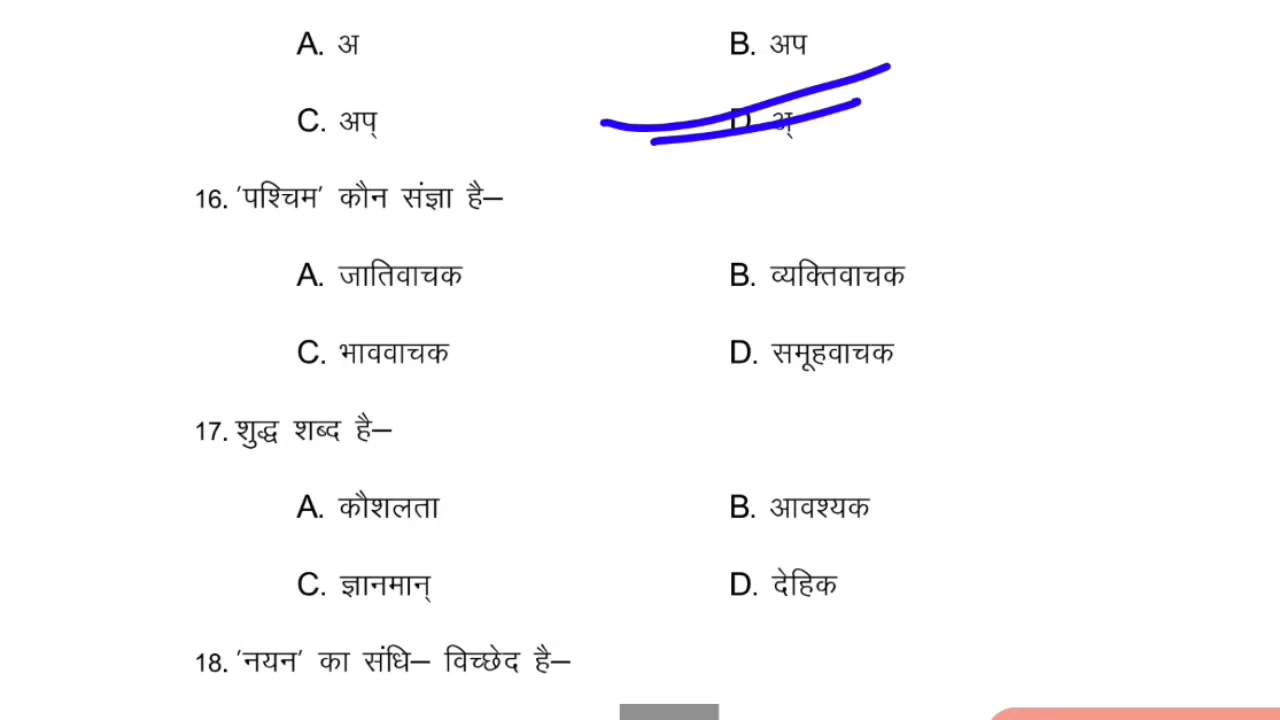 A. अ B. अप
C. अप् D. अ्
16. 'पश्चिम' कौन संज्ञा है–
A. जातिवाचक B. व्यक्तिवाचक
C. भाववाचक D. समूहवाचक
17. शुद्ध शब्द है–
A. कौशलता B. आवश्यक
C. ज्ञानमान् D. देहिक
18. 'नयन' का संधि– विच्छेद है–